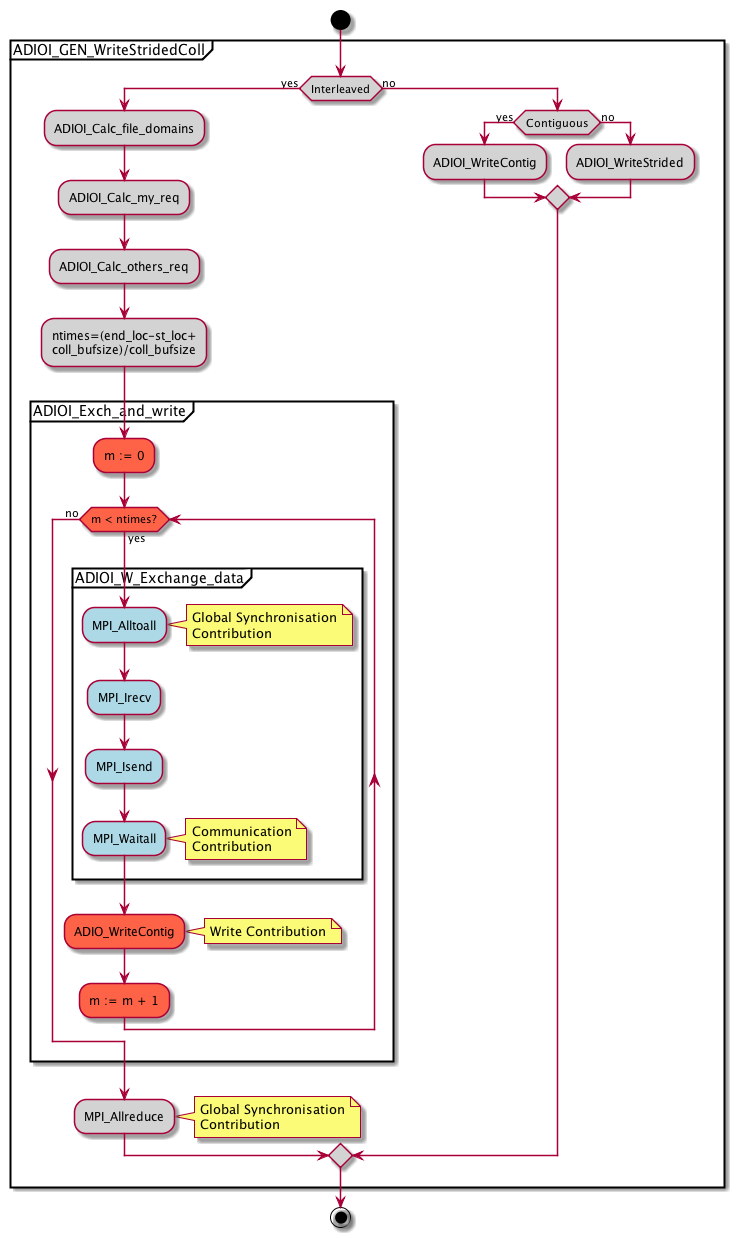 ADIOI_GEN_WriteStridedColl
Interleaved
yes
no
ADIOI_Calc_file_domains
ADIOI_Calc_my_req
ADIOI_Calc_others_req
ntimes=(end_loc-st_loc+
coll_bufsize)/coll_bufsize
ADIOI_Exch_and_write
m := 0
m < ntimes?
no
yes
ADIOI_W_Exchange_data
MPI_Alltoall
Global Synchronisation
Contribution
MPI_Irecv
MPI_Isend
MPI_Waitall
Communication
Contribution
ADIO_WriteContig
Write Contribution
m := m + 1
MPI_Allreduce
Global Synchronisation
Contribution
Contiguous
yes
no
ADIOI_WriteContig
ADIOI_WriteStrided